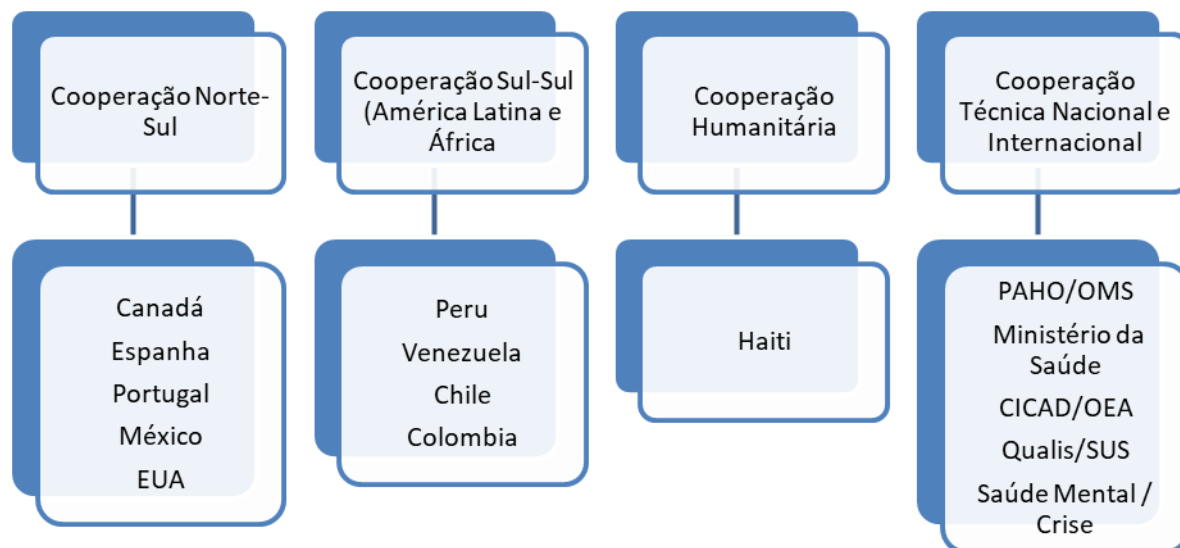 Cooperação Norte-
Sul
Cooperação Sul-Sul
(América Latina e
África
Cooperação
Humanitária
Cooperação
Técnica Nacional e
Internacional
Canadá
Espanha
Portugal
México
EUA
Peru
Venezuela
Chile
Colombia
Haiti
PAHO/OMS
Ministério da
Saúde
CICAD/OEA
Qualis/SUS
Saúde Mental /
Crise